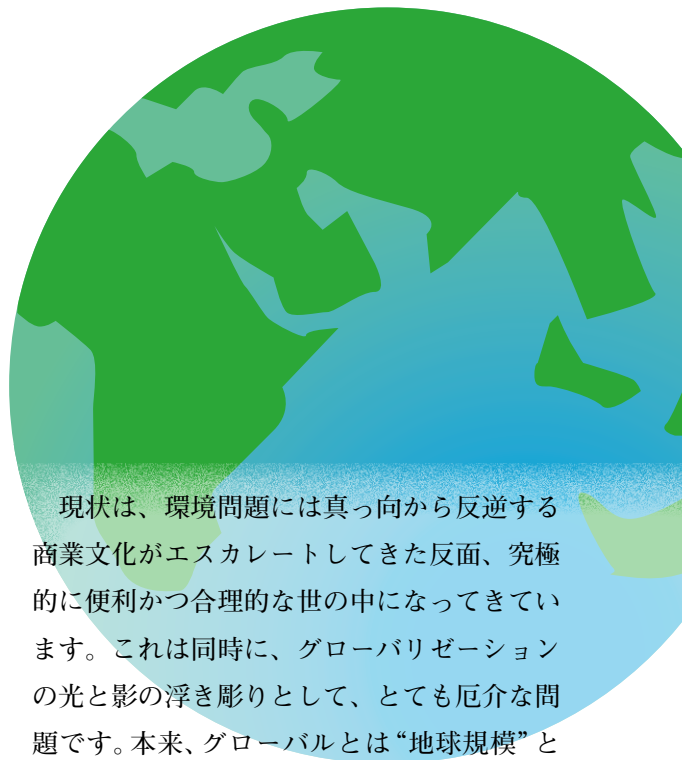 現状は、環境問題には真っ向から反逆する
商業文化がエスカレートしてきた反面、究極
的に便利かつ合理的な世の中になってきてい
ます。これは同時に、グローバリゼーション
の光と影の浮き彫りとして、とても厄介な問
題です。本来、グローバルとは“地球規模”と